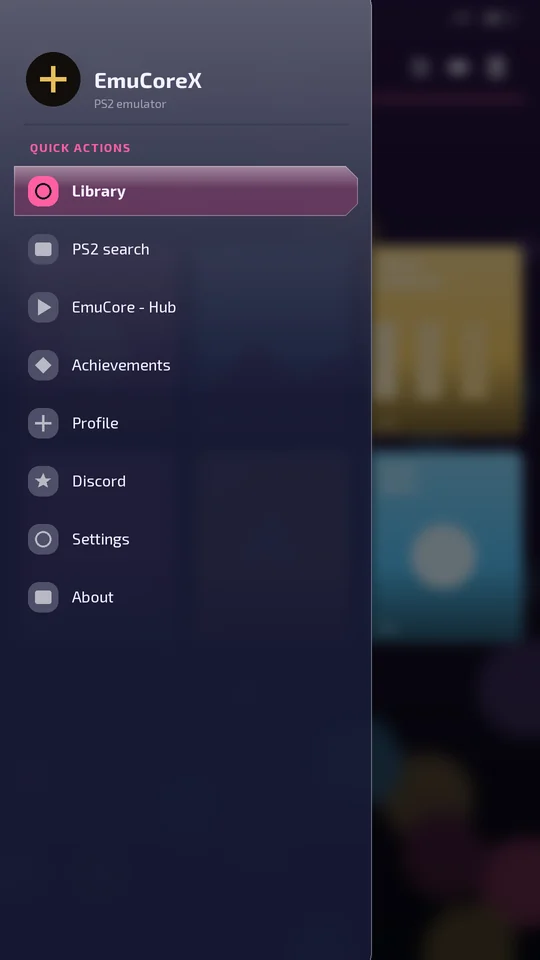 EmuCoreX
PS2 emulator
QUICK ACTIONS
Library
PS2 search
EmuCore - Hub
Achievements
Profile
Discord
Settings
About